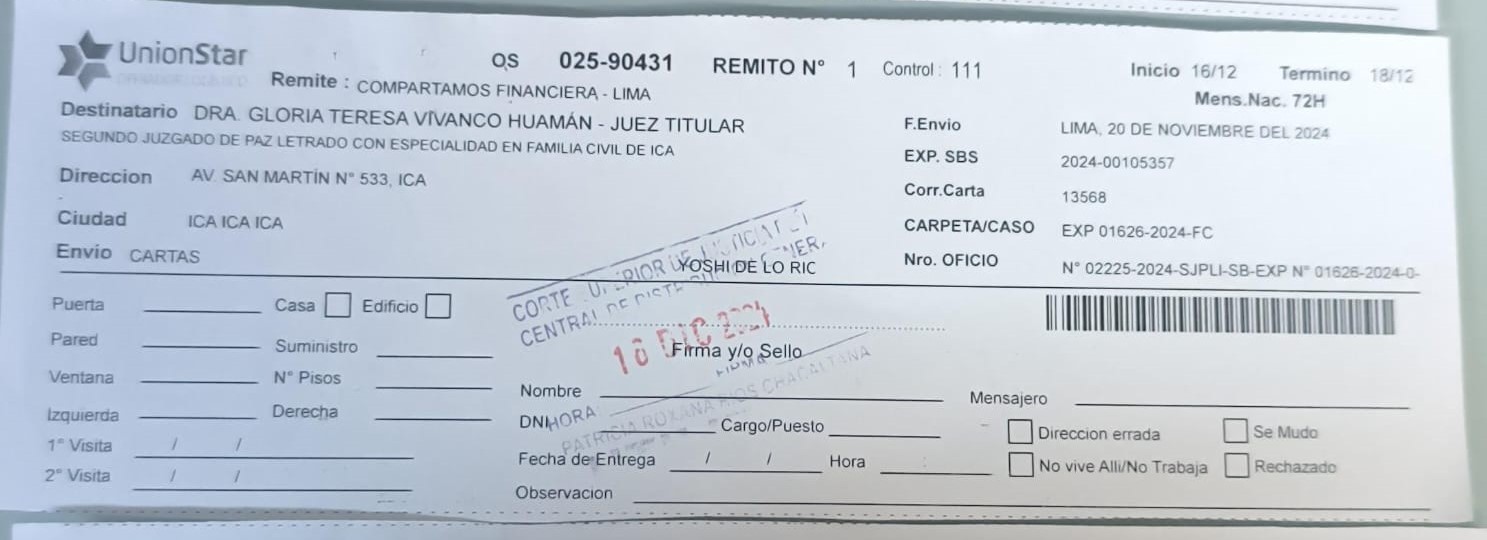 UnionStar OS 025-90431 REMITO N° 1 Control : 111 Inicio 16/12 Termino 18/12
Remite : COMPARTAMOS FINANCIERA - LIMA Mens.Nac. 72H
Destinatario DRA. GLORIA TERESA VIVANCO HUAMÁN - JUEZ TITULAR F.Envio LIMA, 20 DE NOVIEMBRE DEL 2024
SEGUNDO JUZGADO DE PAZ LETRADO CON ESPECIALIDAD EN FAMILIA CIVIL DE ICA EXP. SBS 2024-00105357
Direccion AV. SAN MARTÍN N° 533, ICA Corr.Carta 13568
Ciudad ICA ICA ICA CARPETA/CASO EXP 01626-2024-FC
Envio CARTAS YOSHI DE LO RIC Nro. OFICIO N° 02225-2024-SJPLI-SB-EXP N° 01626-2024-0-
CORTE
CENTRAL DE
DIC
Puerta Casa Edificio
Pared Suministro Firma y/o Sello
Ventana N° Pisos Nombre Mensajero
Izquierda Derecha DNI HORA Cargo/Puesto Direccion errada Se Mudo
PATRICIA ROXANA RIOS CHACALTANA
1° Visita / / Fecha de Entrega / / Hora : No vive Alli/No Trabaja Rechazado
2° Visita / / Observacion